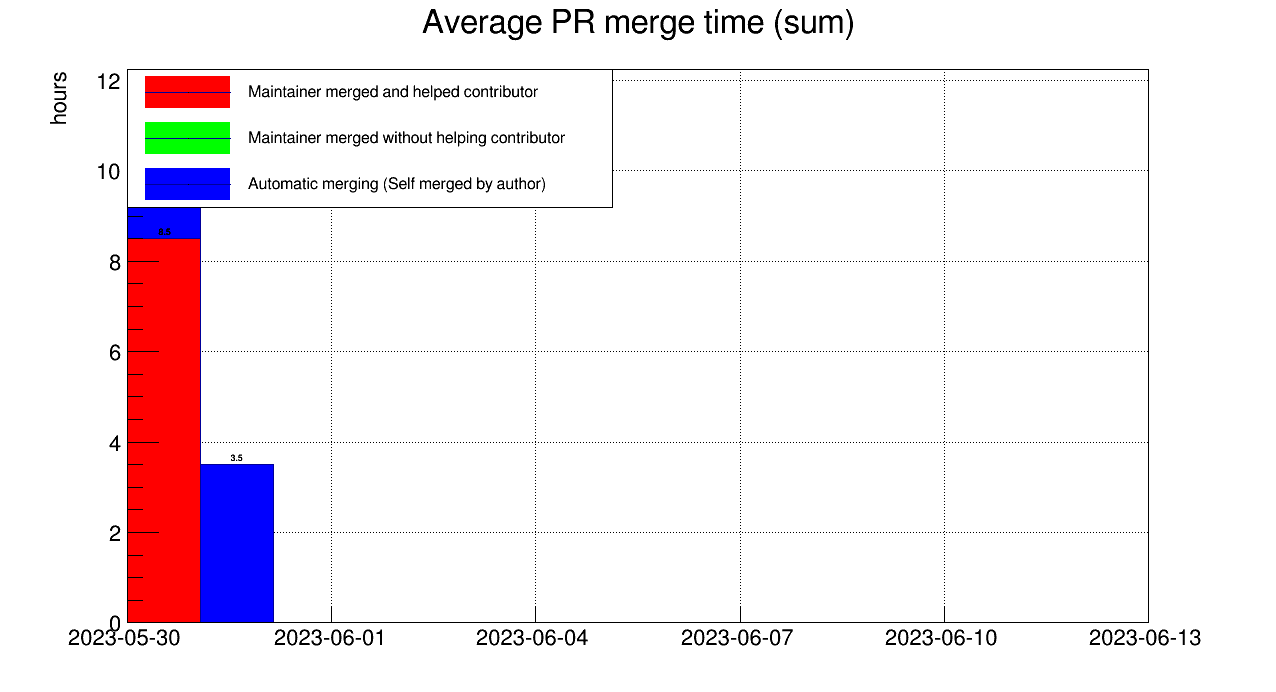 Average PR merge time (sum)
hours
12
10
8
6
4
2
0
Maintainer merged and helped contributor
Maintainer merged without helping contributor
Automatic merging (Self merged by author)
3.5
2023-05-30
2023-06-01
2023-06-04
2023-06-07
2023-06-10
2023-06-13